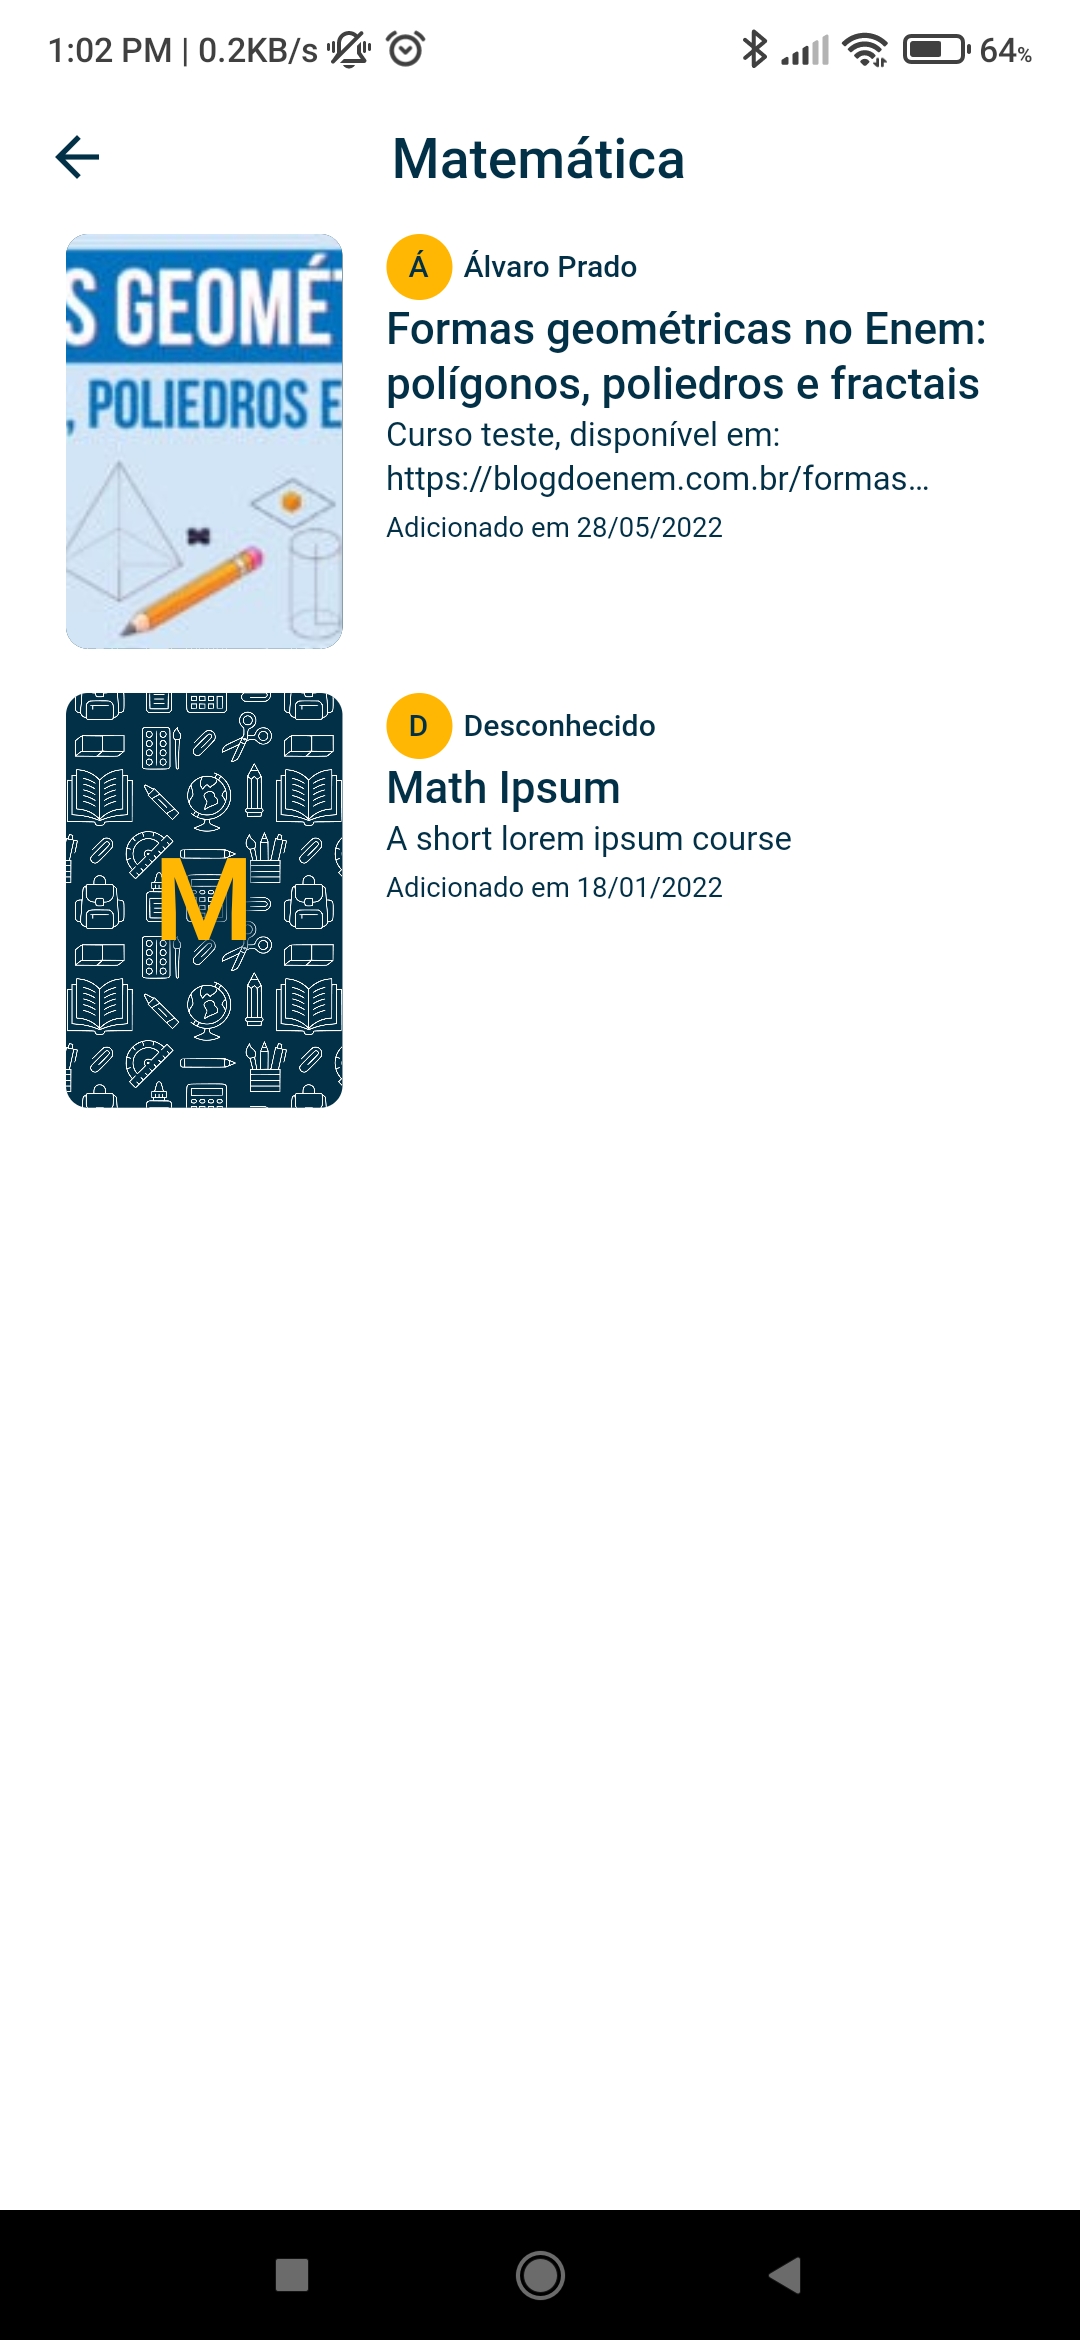 1:02 PM | 0.2KB/s
64%
Matemática
S GEOMÉ
, POLIEDROS E
Á
Álvaro Prado
Formas geométricas no Enem:
polígonos, poliedros e fractais
Curso teste, disponível em:
https://blogdoenem.com.br/formas…
Adicionado em 28/05/2022
M
D
Desconhecido
Math Ipsum
A short lorem ipsum course
Adicionado em 18/01/2022